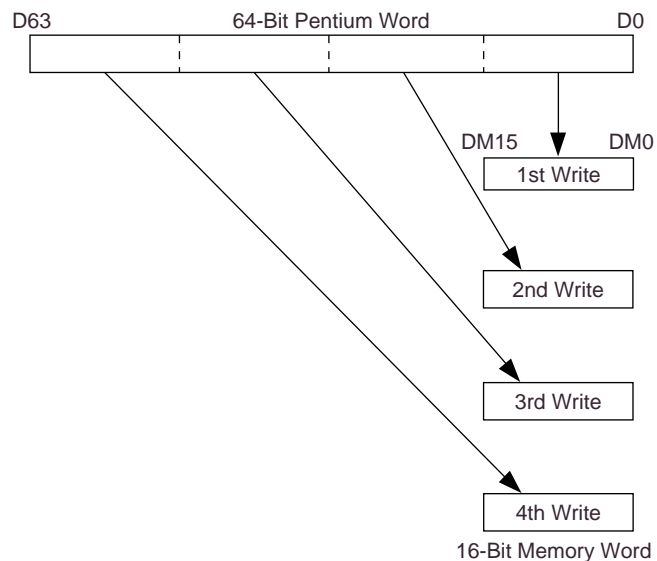 D63 64-Bit Pentium Word D0
DM15 DM0
1st Write
2nd Write
3rd Write
4th Write
16-Bit Memory Word